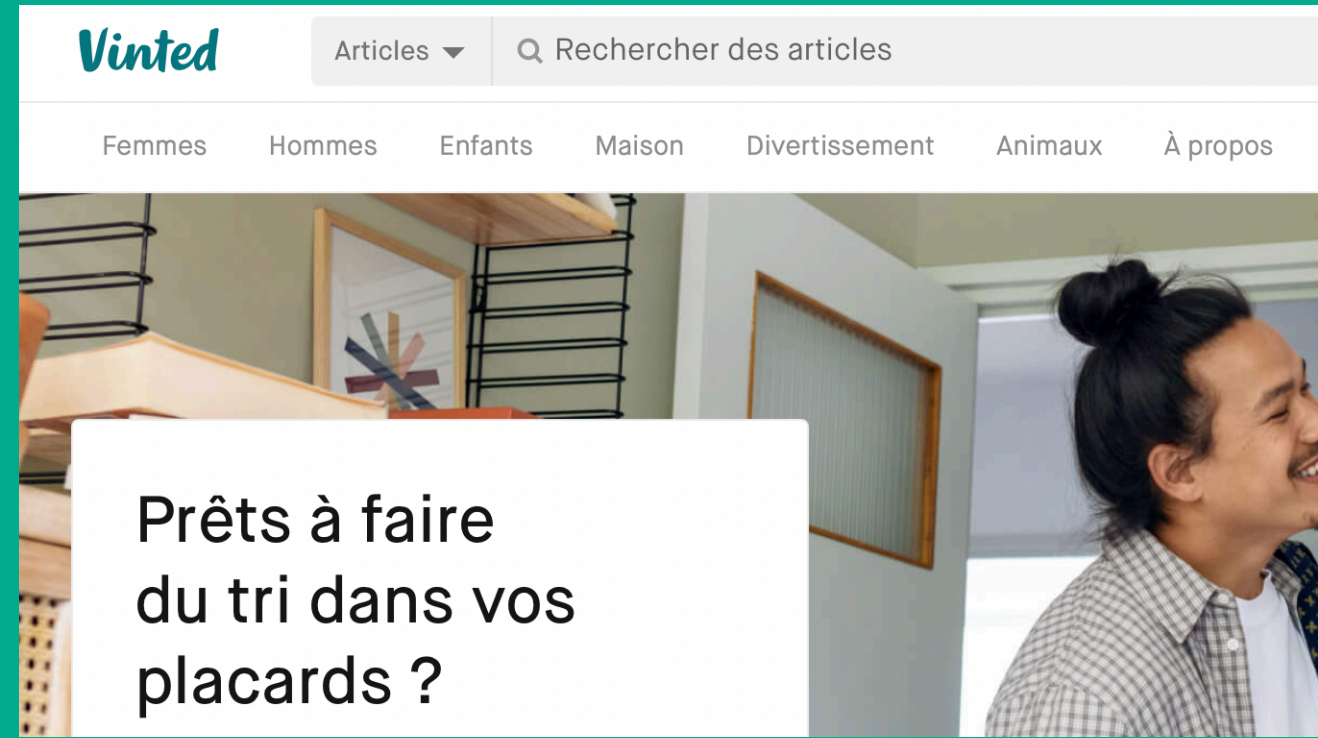 Vinted
Articles
Rechercher des articles
Femmes Hommes Enfants Maison Divertissement Animaux À propos
Prêts à faire
du tri dans vos
placards ?